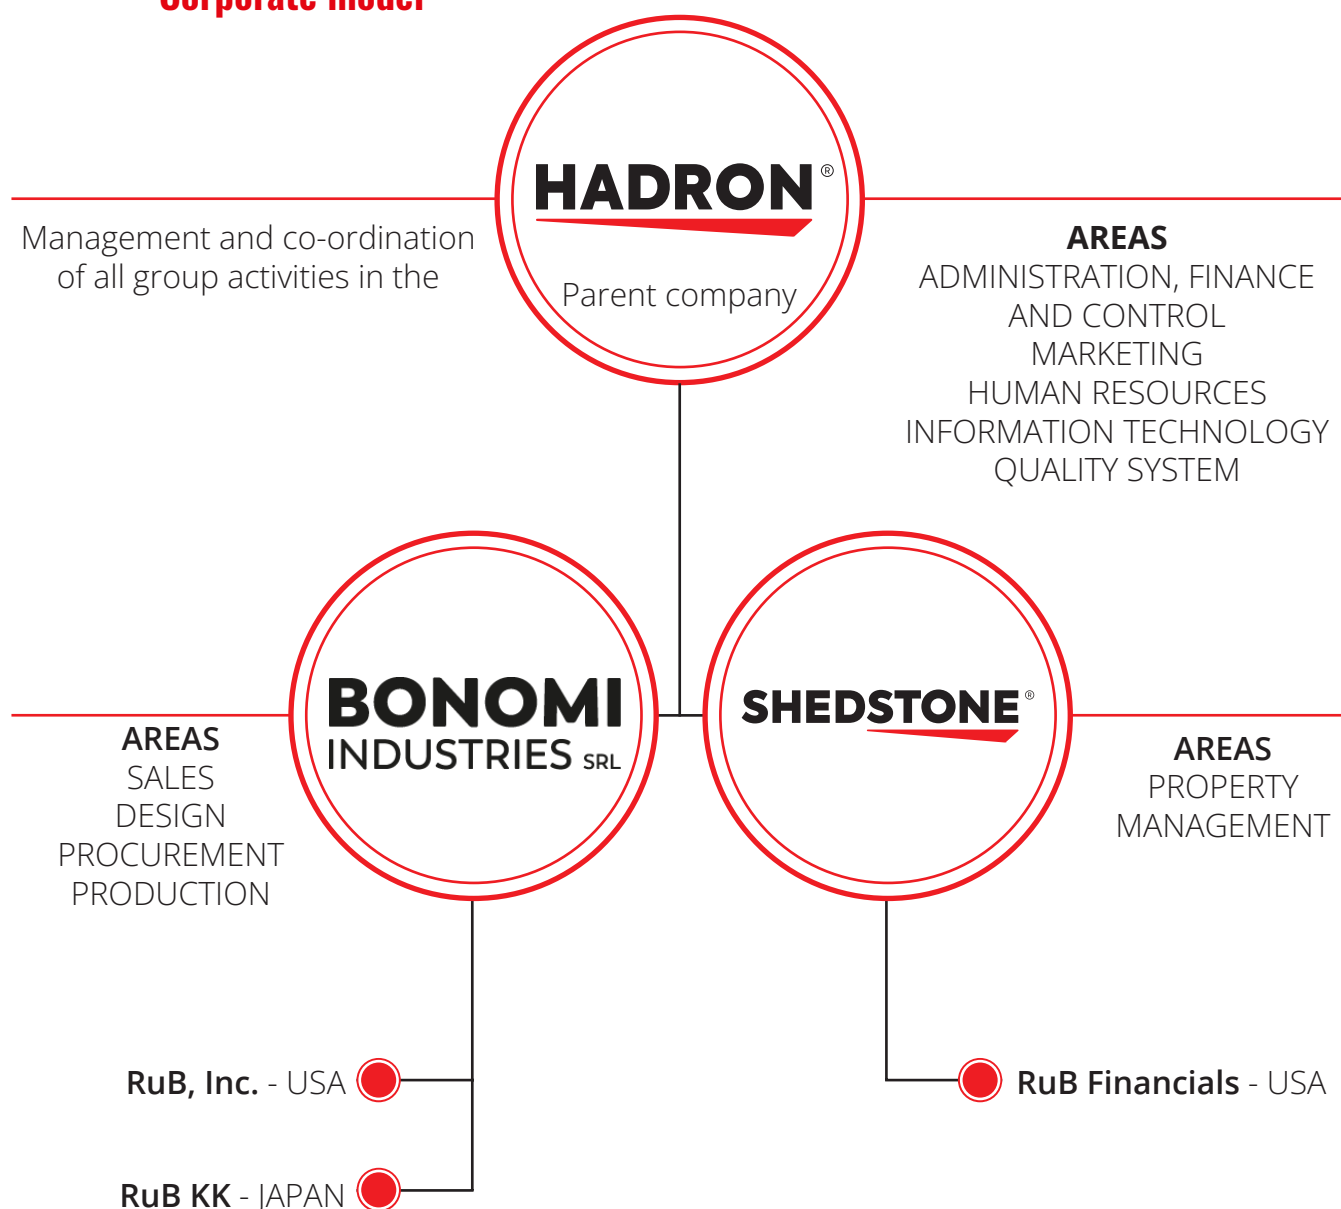 Corporate model
HADRON®
Parent company
Management and co-ordination
of all group activities in the
AREAS
ADMINISTRATION, FINANCE
AND CONTROL
MARKETING
HUMAN RESOURCES
INFORMATION TECHNOLOGY
QUALITY SYSTEM
BONOMI
INDUSTRIES SRL
AREAS
SALES
DESIGN
PROCUREMENT
PRODUCTION
SHEDSTONE®
AREAS
PROPERTY
MANAGEMENT
RuB, Inc. - USA
RuB KK - JAPAN
RuB Financials - USA